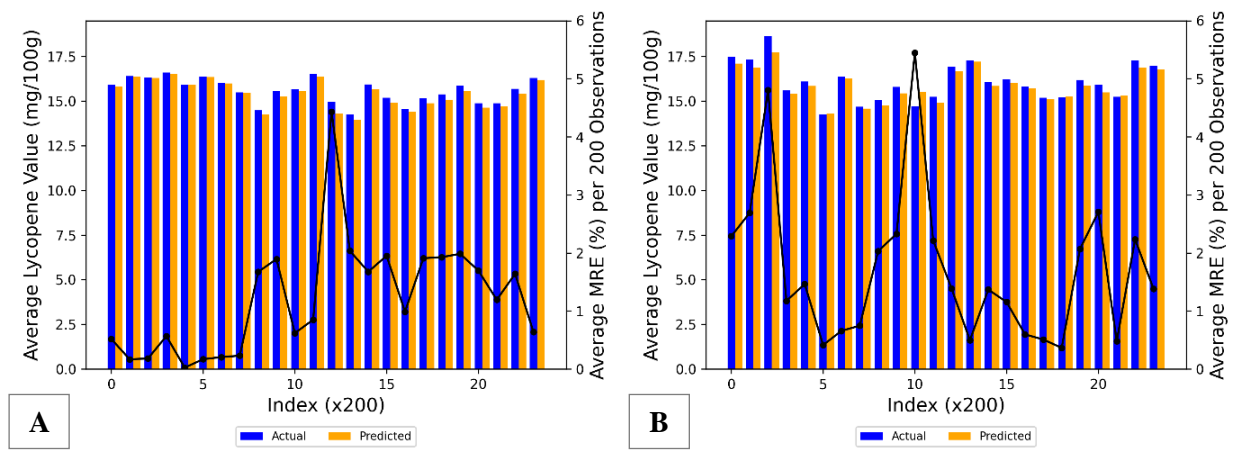 Average Lycopene Value (mg/100g)
17.5
15.0
12.5
10.0
7.5
5.0
2.5
0.0
0 5 10 15 20
Index (x200)
6
5
4
3
2
1
0
Average MRE (%) per 200 Observations
A
Actual Predicted
Average Lycopene Value (mg/100g)
17.5
15.0
12.5
10.0
7.5
5.0
2.5
0.0
0 5 10 15 20
Index (x200)
6
5
4
3
2
1
0
Average MRE (%) per 200 Observations
B
Actual Predicted